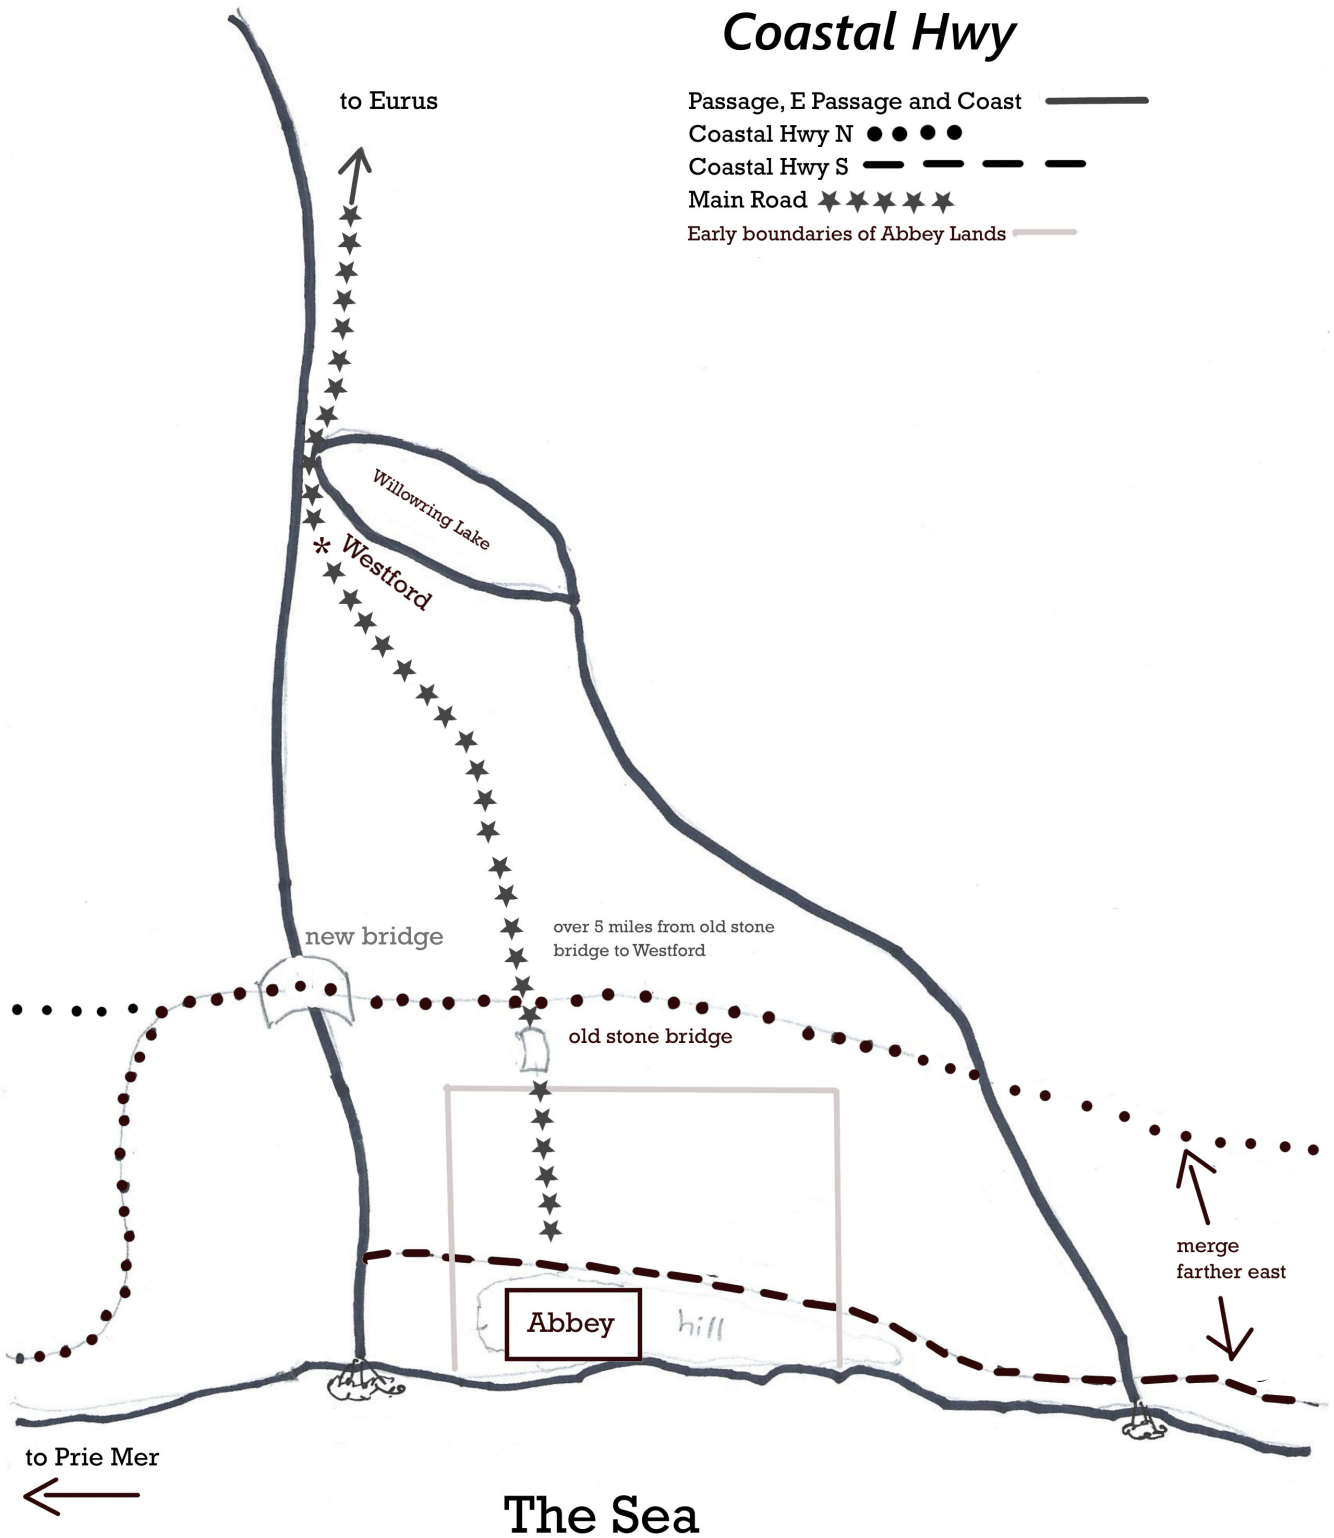 Coastal Hwy
to Eurus
Passage, E Passage and Coast
Coastal Hwy N
Coastal Hwy S
Main Road
Early boundaries of Abbey Lands
Willowring Lake
* Westford
new bridge
over 5 miles from old stone
bridge to Westford
old stone bridge
merge
farther east
Abbey
hill
to Prie Mer
The Sea